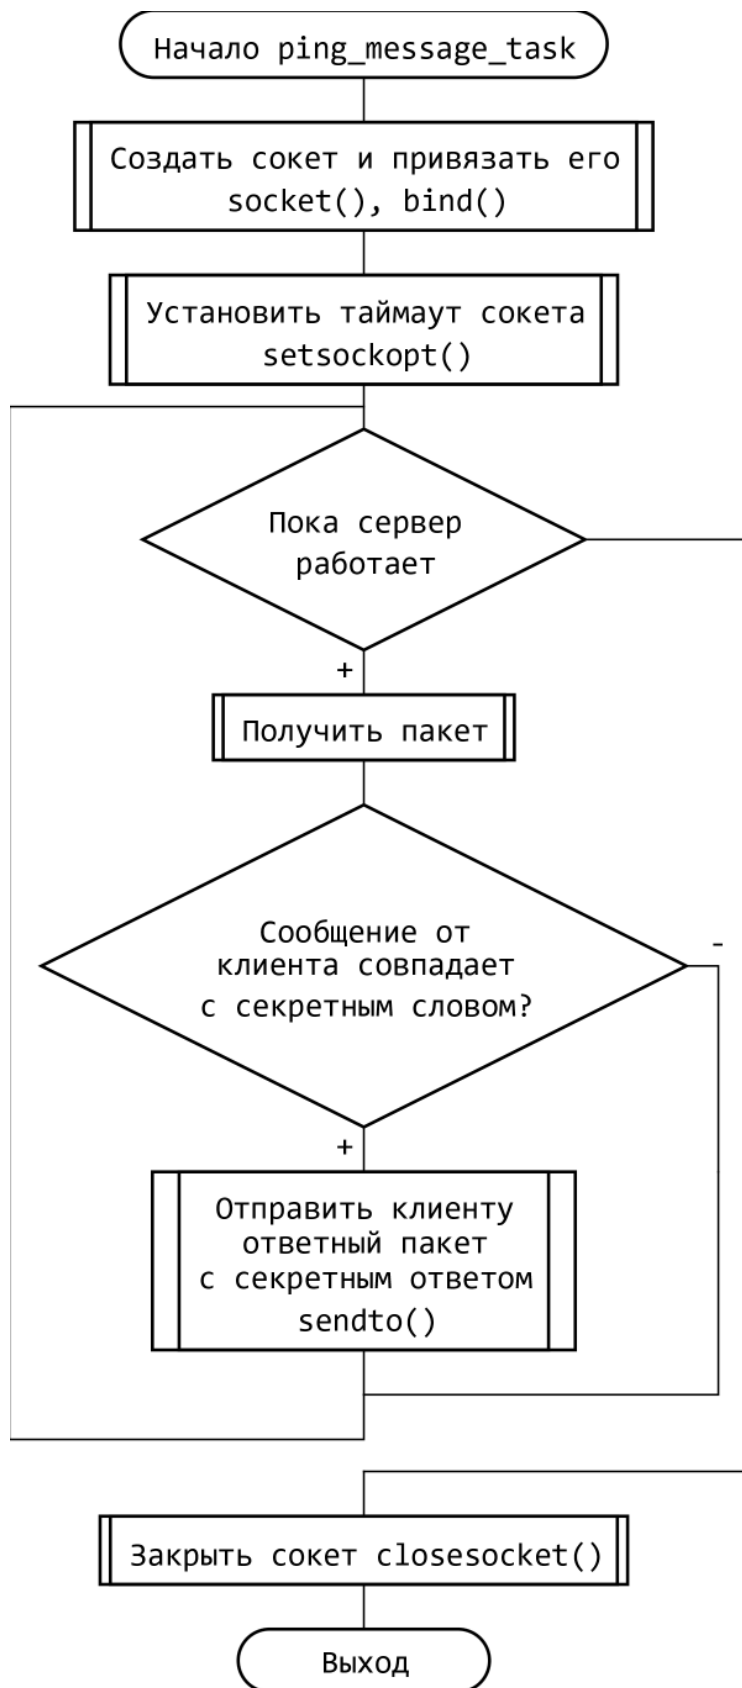 Начало ping_message_task
Создать сокет и привязать его
socket(), bind()
Установить таймаут сокета
setsockopt()
Пока сервер
работает
+
Получить пакет
Сообщение от
клиента совпадает
с секретным словом?
-
+
Отправить клиенту
ответный пакет
с секретным ответом
sendto()
Закрыть сокет closesocket()
Выход